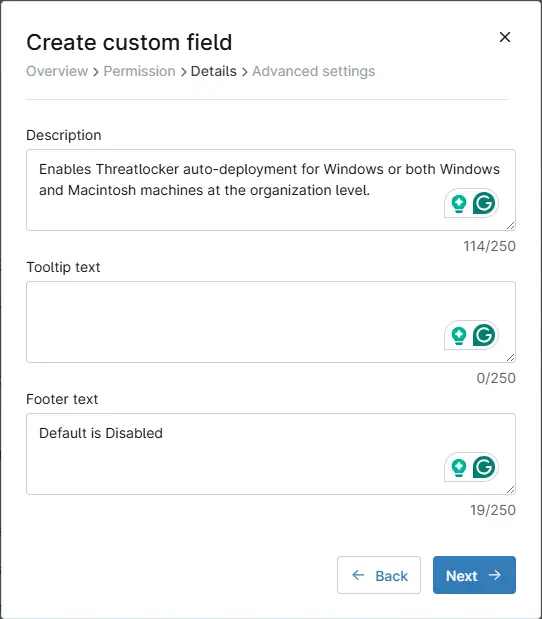 Create custom field
Overview > Permission > Details > Advanced settings
Description
Enables Threatlocker auto-deployment for Windows or both Windows
and Macintosh machines at the organization level.
114/250
Tooltip text
0/250
Footer text
Default is Disabled
19/250
Back
Next